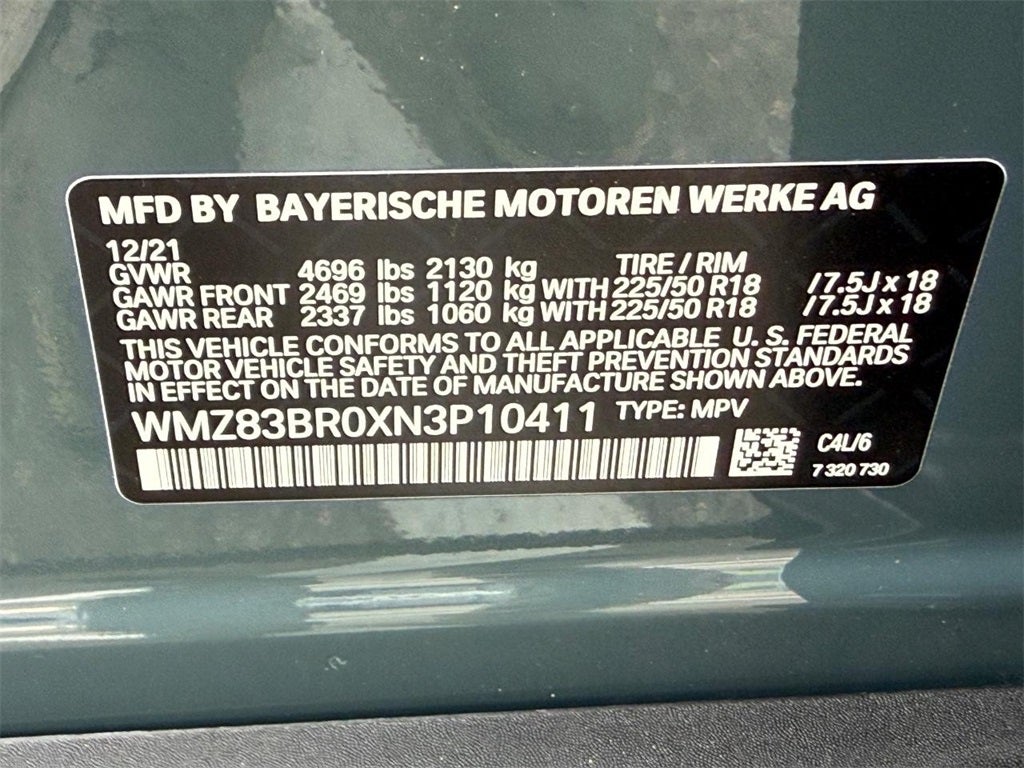 MFD BY BAYERISCHE MOTOREN WERKE AG
12/21 TIRE / RIM
GVWR 4696 lbs 2130 kg
GAWR FRONT 2469 lbs 1120 kg WITH 225/50 R18 /7.5J x 18
GAWR REAR 2337 lbs 1060 kg WITH 225/50 R18 /7.5J x 18
THIS VEHICLE CONFORMS TO ALL APPLICABLE U. S. FEDERAL
MOTOR VEHICLE SAFETY AND THEFT PREVENTION STANDARDS
IN EFFECT ON THE DATE OF MANUFACTURE SHOWN ABOVE.
WMZ83BR0XN3P10411 TYPE: MPV
C4L/6
7 320 730